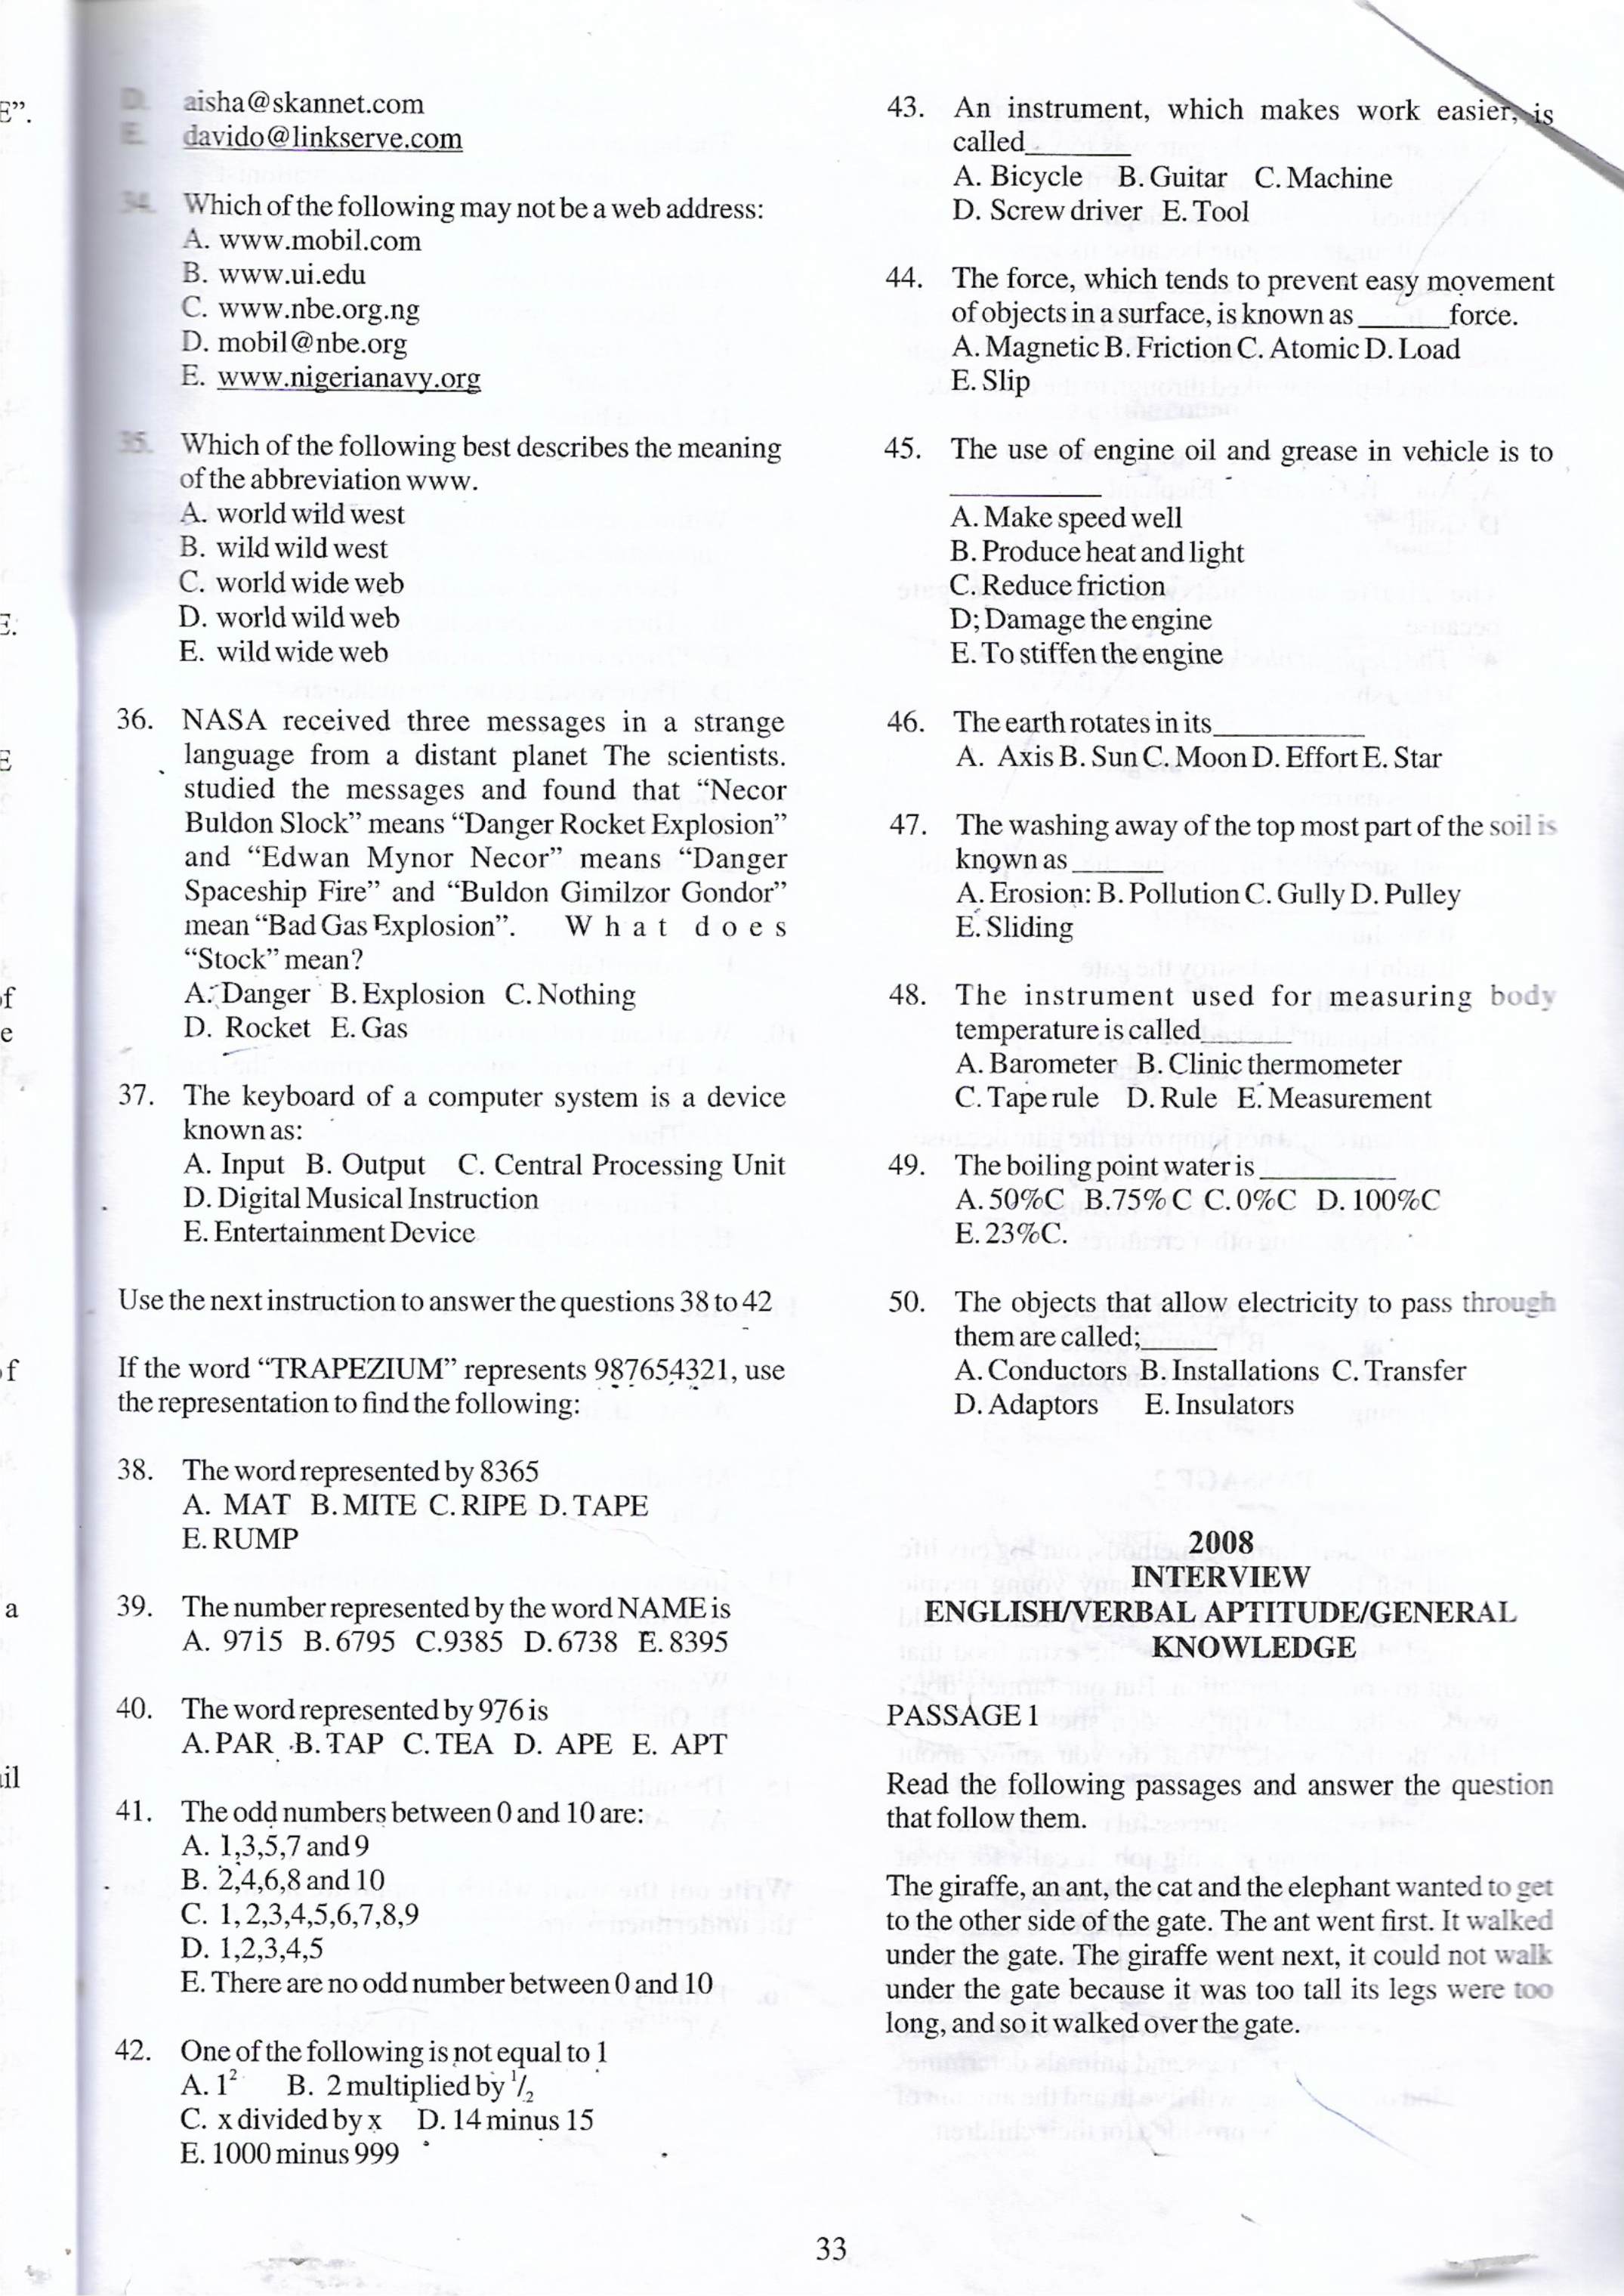 E”.
E:
E
of
e
of
a
ail
D. aisha@skannet.com
E. davido@linkserve.com
34. Which of the following may not be a web address:
A. www.mobil.com
B. www.ui.edu
C. www.nbe.org.ng
D. mobil@nbe.org
E. www.nigerianavy.org
35. Which of the following best describes the meaning
of the abbreviation www.
A. world wild west
B. wild wild west
C. world wide web
D. world wild web
E. wild wide web
36. NASA received three messages in a strange
language from a distant planet The scientists.
studied the messages and found that “Necor
Buldon Slock” means “Danger Rocket Explosion”
and “Edwan Mynor Necor” means “Danger
Spaceship Fire” and “Buldon Gimilzor Gondor”
mean “Bad Gas Explosion”. What does
“Stock” mean?
A. Danger B. Explosion C. Nothing
D. Rocket E. Gas
37. The keyboard of a computer system is a device
known as:
A. Input B. Output C. Central Processing Unit
D. Digital Musical Instruction
E. Entertainment Device
Use the next instruction to answer the questions 38 to 42
If the word “TRAPEZIUM” represents 987654321, use
the representation to find the following:
38. The word represented by 8365
A. MAT B. MITE C. RIPE D. TAPE
E. RUMP
39. The number represented by the word NAME is
A. 9715 B. 6795 C.9385 D. 6738 E. 8395
40. The word represented by 976 is
A. PAR B. TAP C. TEA D. APE E. APT
41. The odd numbers between 0 and 10 are:
A. 1,3,5,7 and 9
B. 2,4,6,8 and 10
C. 1, 2,3,4,5,6,7,8,9
D. 1,2,3,4,5
E. There are no odd number between 0 and 10
42. One of the following is not equal to 1
A. 1² B. 2 multiplied by ¹/₂
C. x divided by x D. 14 minus 15
E. 1000 minus 999
43. An instrument, which makes work easier, is
called_______
A. Bicycle B. Guitar C. Machine
D. Screw driver E. Tool
44. The force, which tends to prevent easy movement
of objects in a surface, is known as ______force.
A. Magnetic B. Friction C. Atomic D. Load
E. Slip
45. The use of engine oil and grease in vehicle is to
__________
A. Make speed well
B. Produce heat and light
C. Reduce friction
D; Damage the engine
E. To stiffen the engine
46. The earth rotates in its__________
A. Axis B. Sun C. Moon D. Effort E. Star
47. The washing away of the top most part of the soil is
known as ______
A. Erosion: B. Pollution C. Gully D. Pulley
E. Sliding
48. The instrument used for measuring body
temperature is called______
A. Barometer B. Clinic thermometer
C. Tape rule D. Rule E. Measurement
49. The boiling point water is _________
A. 50%C B.75%C C. 0%C D. 100%C
E. 23%C.
50. The objects that allow electricity to pass through
them are called;_____
A. Conductors B. Installations C. Transfer
D. Adaptors E. Insulators
2008
INTERVIEW
ENGLISH/VERBAL APTITUDE/GENERAL
KNOWLEDGE
PASSAGE 1
Read the following passages and answer the question
that follow them.
The giraffe, an ant, the cat and the elephant wanted to get
to the other side of the gate. The ant went first. It walked
under the gate. The giraffe went next, it could not walk
under the gate because it was too tall its legs were too
long, and so it walked over the gate.
33